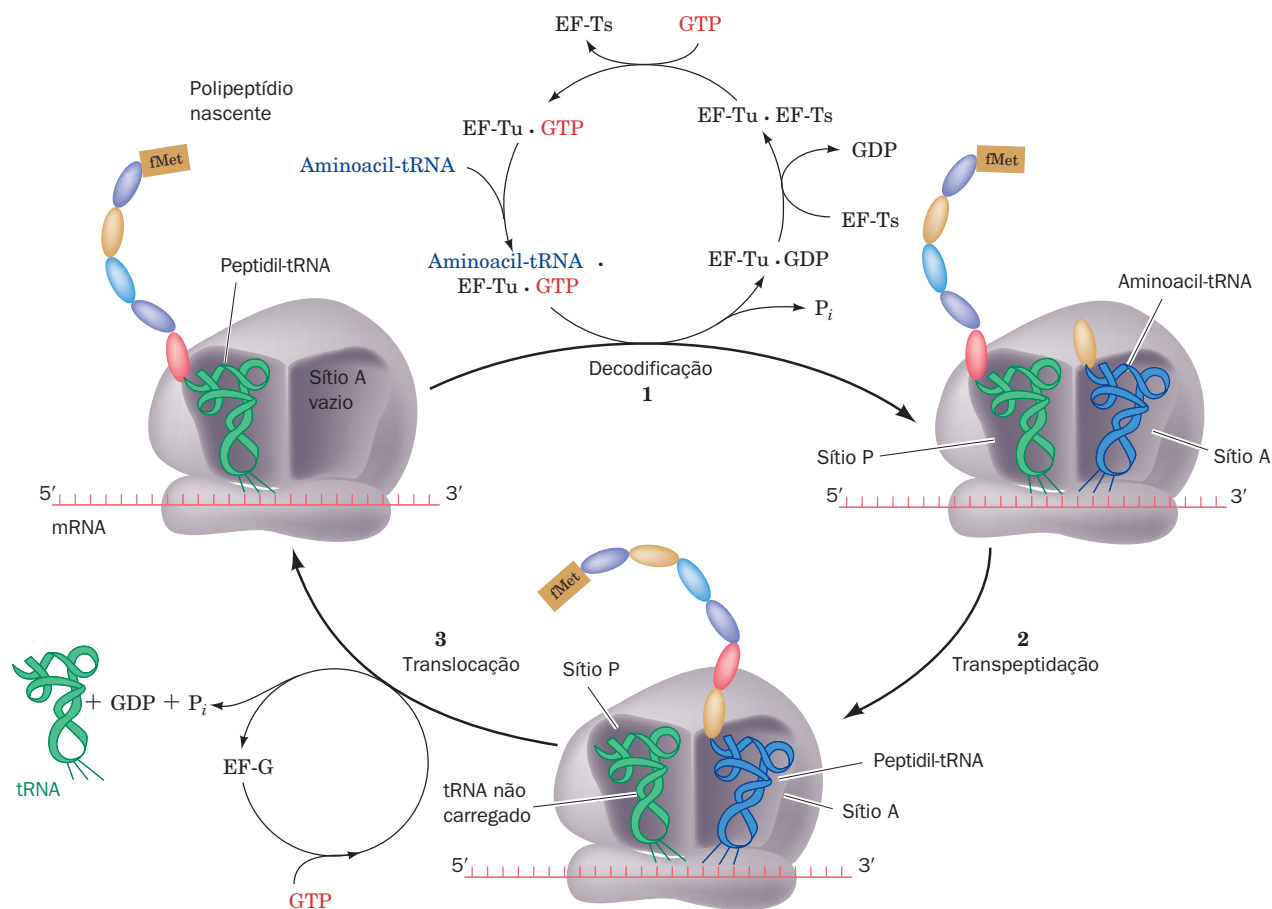 EF-Ts
GTP
Polipeptídio
nascente
fMet
EF-Tu · GTP
EF-Tu · EF-Ts
Aminoacil-tRNA
GDP
fMet
EF-Ts
Peptidil-tRNA
Aminoacil-tRNA ·
EF-Tu · GTP
EF-Tu · GDP
Aminoacil-tRNA
Pi
Sítio A
vazio
Decodificação
1
Sítio P
Sítio A
5′
3′
mRNA
5′
3′
fMet
3
Translocação
2
Transpeptidação
Sítio P
+ GDP + Pi
EF-G
tRNA
tRNA não
carregado
Peptidil-tRNA
Sítio A
5′
3′
GTP